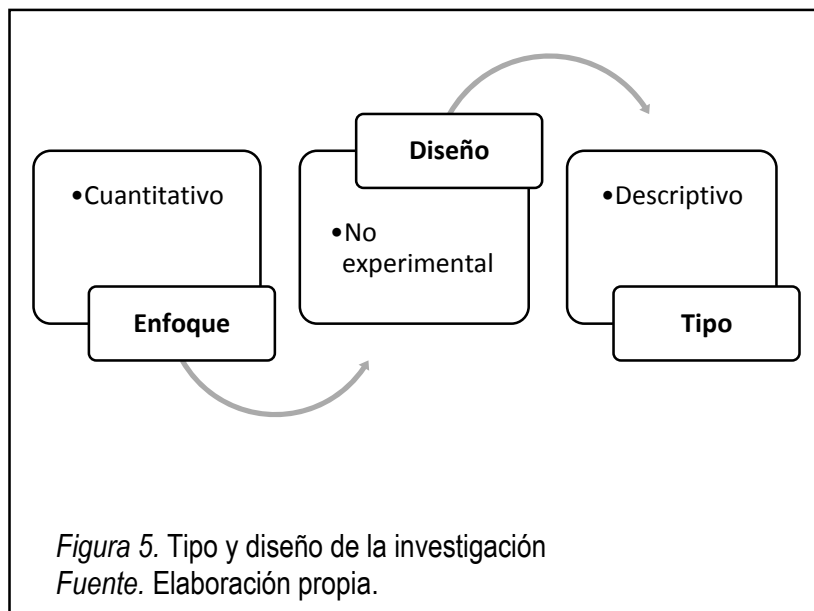 •Cuantitativo
Enfoque
Diseño
•No
experimental
•Descriptivo
Tipo
Figura 5. Tipo y diseño de la investigación
Fuente. Elaboración propia.